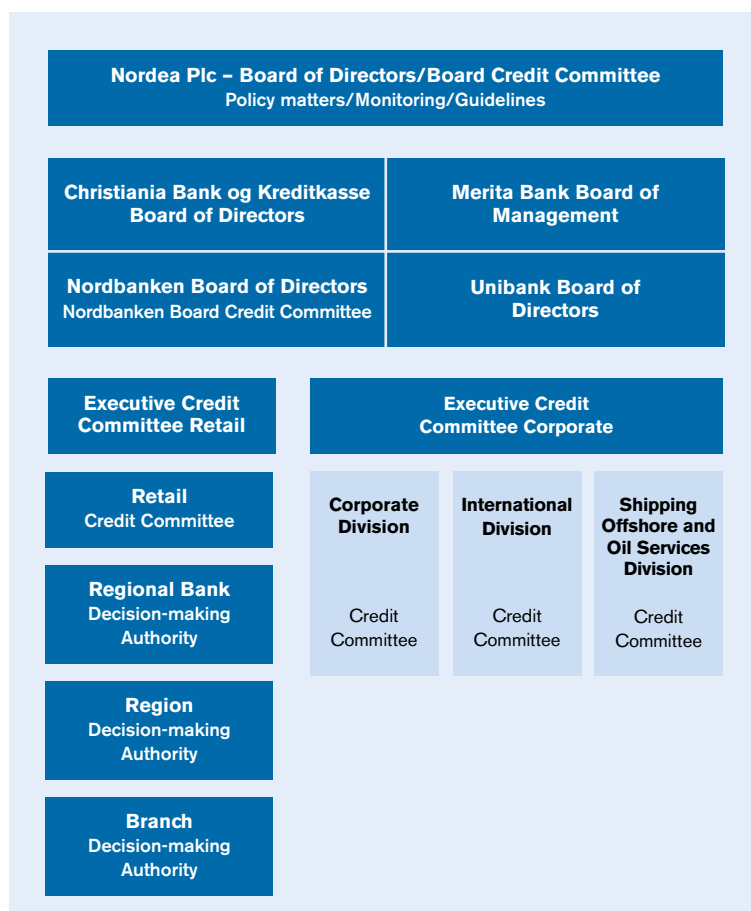 Nordea Plc – Board of Directors/Board Credit Committee
Policy matters/Monitoring/Guidelines
Christiania Bank og Kreditkasse
Board of Directors
Merita Bank Board of
Management
Nordbanken Board of Directors
Nordbanken Board Credit Committee
Unibank Board of
Directors
Executive Credit
Committee Retail
Executive Credit
Committee Corporate
Retail
Credit Committee
Regional Bank
Decision-making
Authority
Region
Decision-making
Authority
Branch
Decision-making
Authority
Corporate
Division
Credit
Committee
International
Division
Credit
Committee
Shipping
Offshore and
Oil Services
Division
Credit
Committee